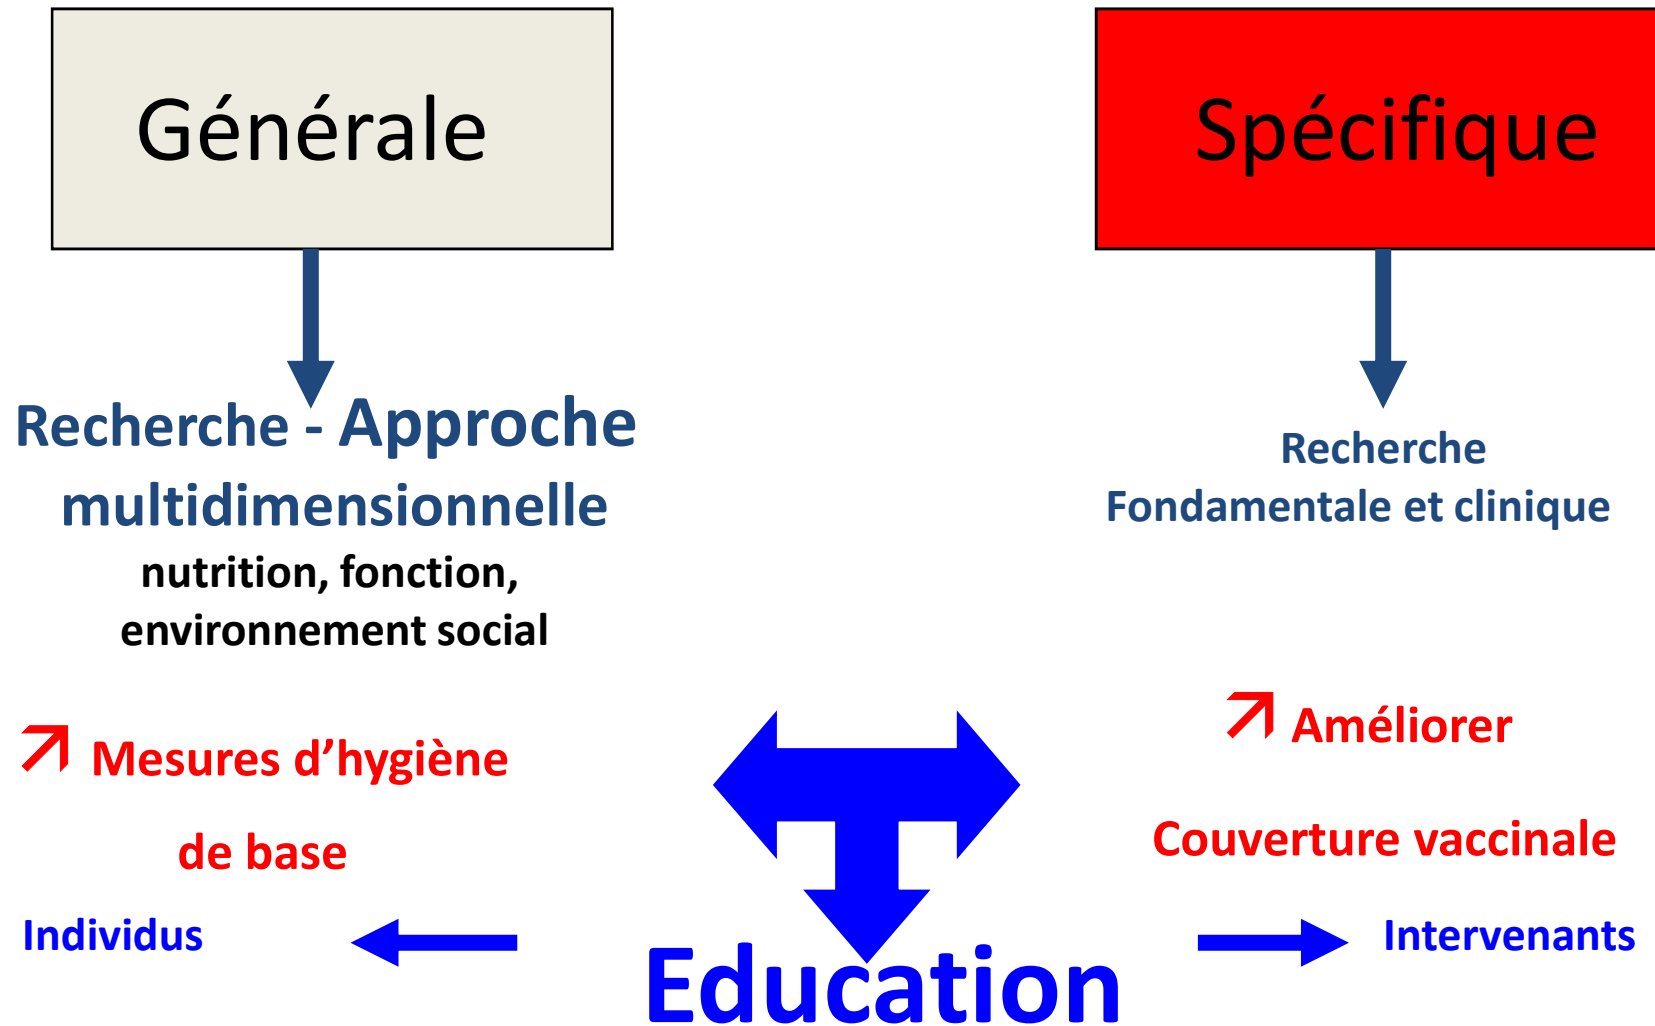 Générale
Spécifique
Recherche - Approche
multidimensionnelle
nutrition, fonction,
environnement social
Recherche
Fondamentale et clinique
Mesures d’hygiène
de base
Améliorer
Couverture vaccinale
Individus
Intervenants
Education